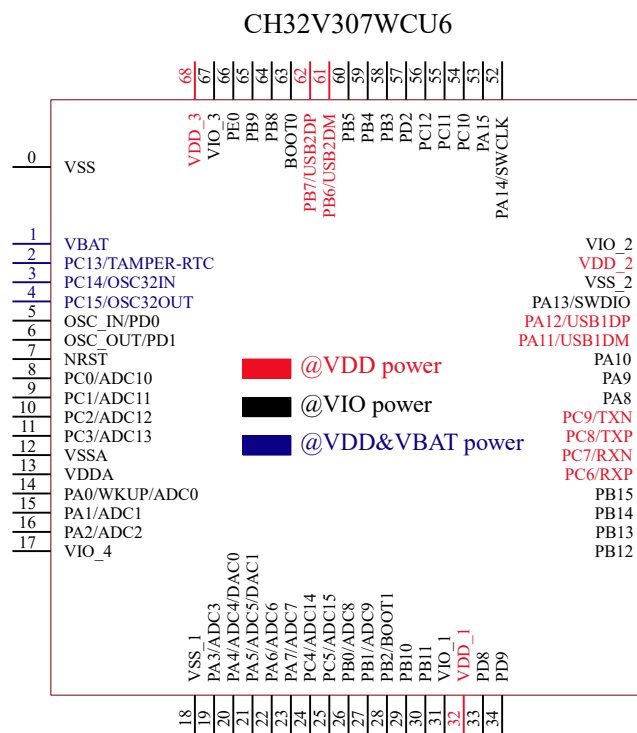 CH32V307WCU6
68 67 66 65 64 63 62 61 60 59 58 57 56 55 54 53 52
VDD_3 VIO_3 PE0 PB9 PB8 BOOT0 PB7/USB2DP PB6/USB2DM PB5 PB4 PB3 PD2 PC12 PC11 PC10 PA15 PA14/SWCLK
0 VSS
1 VBAT
2 PC13/TAMPER-RTC
3 PC14/OSC32IN
4 PC15/OSC32OUT
5 OSC_IN/PD0
6 OSC_OUT/PD1
7 NRST
8 PC0/ADC10
9 PC1/ADC11
10 PC2/ADC12
11 PC3/ADC13
12 VSSA
13 VDDA
14 PA0/WKUP/ADC0
15 PA1/ADC1
16 PA2/ADC2
17 VIO_4
@VDD power
@VIO power
@VDD&VBAT power
VIO_2
VDD_2
VSS_2
PA13/SWDIO
PA12/USB1DP
PA11/USB1DM
PA10
PA9
PA8
PC9/TXN
PC8/TXP
PC7/RXN
PC6/RXP
PB15
PB14
PB13
PB12
VSS_1 PA3/ADC3 PA4/ADC4/DAC0 PA5/ADC5/DAC1 PA6/ADC6 PA7/ADC7 PC4/ADC14 PC5/ADC15 PB0/ADC8 PB1/ADC9 PB2/BOOT1 PB10 PB11 VIO_1 VDD_1 PD8 PD9
18 19 20 21 22 23 24 25 26 27 28 29 30 31 32 33 34